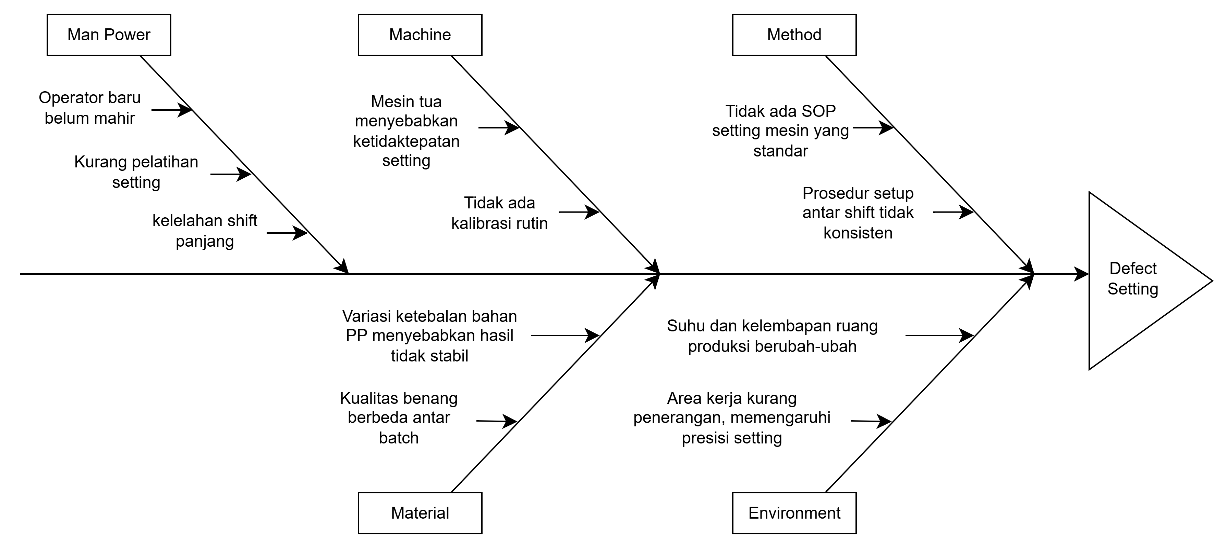 Man Power
Machine
Method
Operator baru
belum mahir
Kurang pelatihan
setting
kelelahan shift
panjang
Mesin tua
menyebabkan
ketidaktepatan
setting
Tidak ada
kalibrasi rutin
Tidak ada SOP
setting mesin yang
standar
Prosedur setup
antar shift tidak
konsisten
Defect
Setting
Variasi ketebalan bahan
PP menyebabkan hasil
tidak stabil
Kualitas benang
berbeda antar
batch
Suhu dan kelembapan ruang
produksi berubah-ubah
Area kerja kurang
penerangan, memengaruhi
presisi setting
Material
Environment